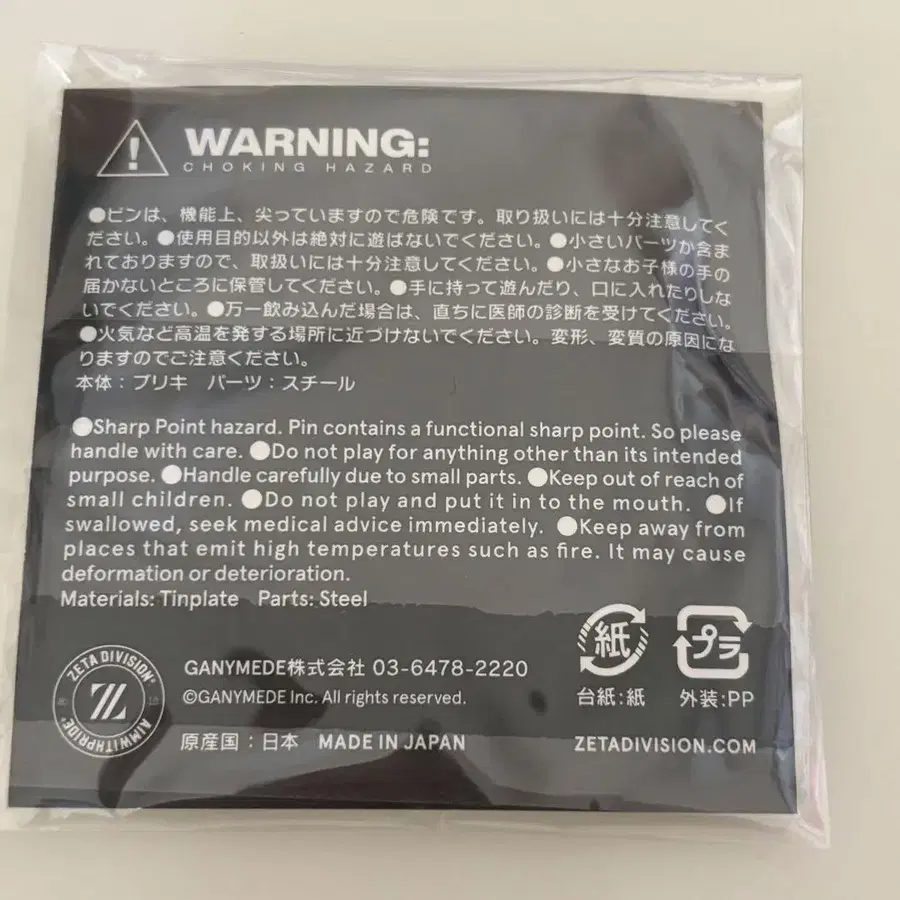 WARNING:
CHOKING HAZARD
●ピンは、機能上、尖っていますので危険です。取り扱いには十分注意してく
ださい。●使用目的以外は絶対に遊ばないでください。●小さいパーツが含ま
れておりますので、取扱いには十分注意してください。●小さなお子様の手の
届かないところに保管してください。●手に持って遊んだり、口に入れたりしな
いでください。●万一飲み込んだ場合は、直ちに医師の診断を受けてください。
●火気など高温を発する場所に近づけないでください。変形、変質の原因にな
りますのでご注意ください。
本体：ブリキ　パーツ：スチール
●Sharp Point hazard. Pin contains a functional sharp point. So please
handle with care. ●Do not play for anything other than its intended
purpose. ●Handle carefully due to small parts. ●Keep out of reach of
small children. ●Do not play and put it in to the mouth. ●If
swallowed, seek medical advice immediately. ●Keep away from
places that emit high temperatures such as fire. It may cause
deformation or deterioration.
Materials: Tinplate Parts: Steel
紙
プラ
台紙:紙
外装:PP
ZETA DIVISION
AIMWITHPRIDE
GANYMEDE株式会社 03-6478-2220
©GANYMEDE Inc. All rights reserved.
原産国：日本 MADE IN JAPAN
ZETADIVISION.COM